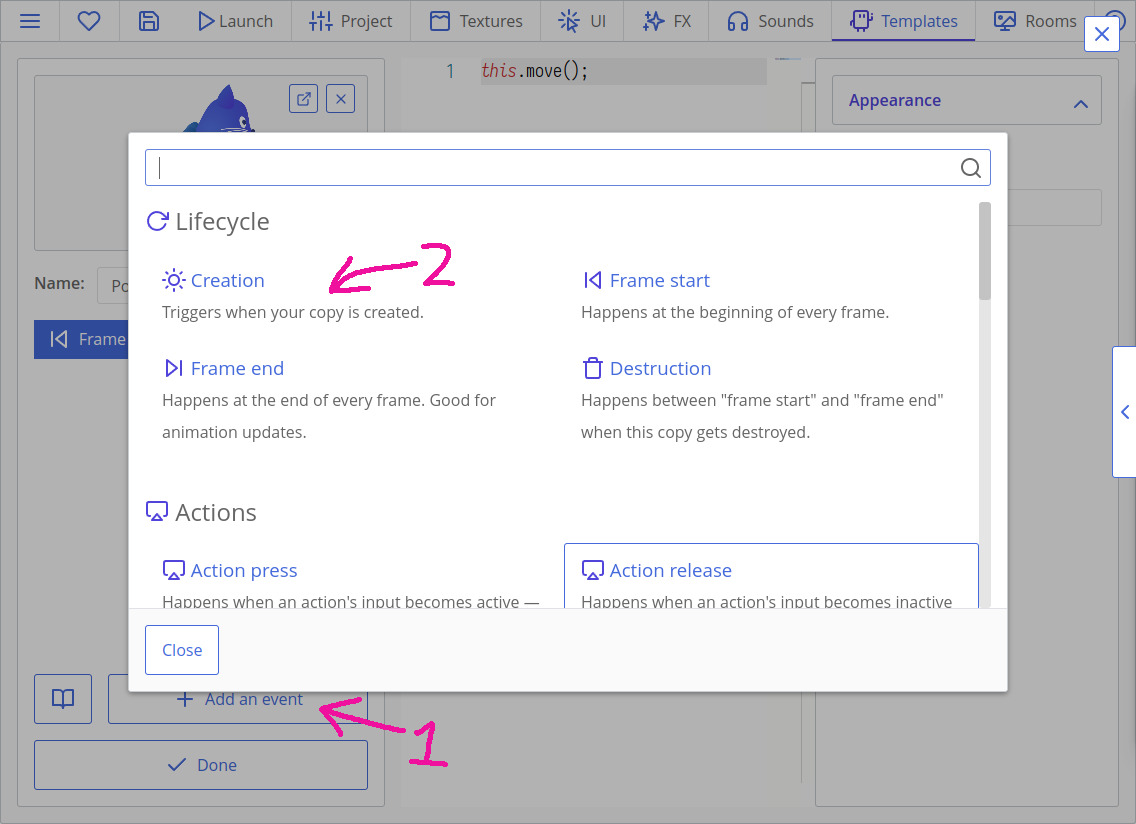 Launch
Project
Textures
UI
FX
Sounds
Templates
Rooms
1
this.move();
Appearance
Lifecycle
2
Creation
Triggers when your copy is created.
Frame start
Happens at the beginning of every frame.
Name:
Po
Frame
Frame end
Happens at the end of every frame. Good for
animation updates.
Destruction
Happens between "frame start" and "frame end"
when this copy gets destroyed.
Actions
Action press
Happens when an action's input becomes active —
Action release
Happens when an action's input becomes inactive
Close
Add an event
1
Done